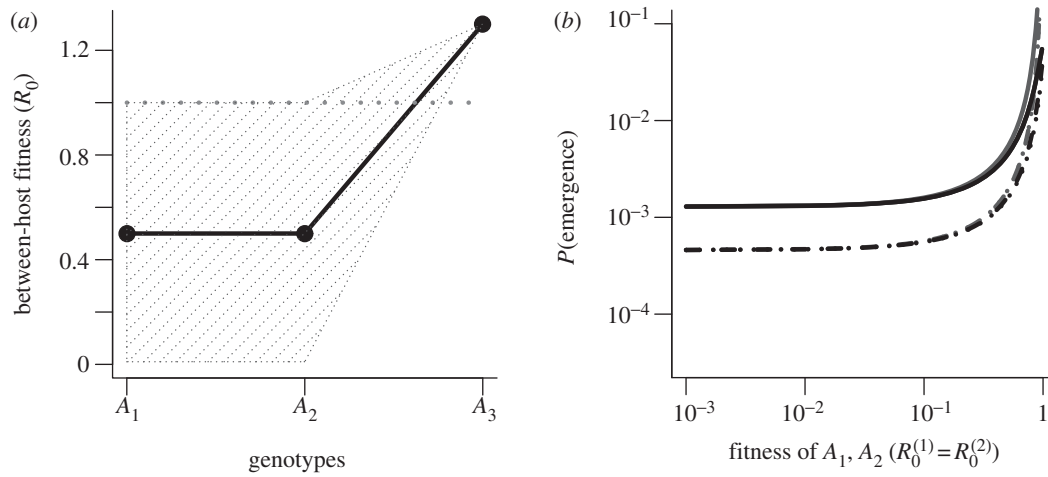 (a)
between-host fitness (R₀)
1.2
0.8
0.4
0
A₁ A₂ A₃
genotypes
(b)
P(emergence)
10⁻¹
10⁻²
10⁻³
10⁻⁴
10⁻³ 10⁻² 10⁻¹ 1
fitness of A₁, A₂ (R₀⁽¹⁾=R₀⁽²⁾)